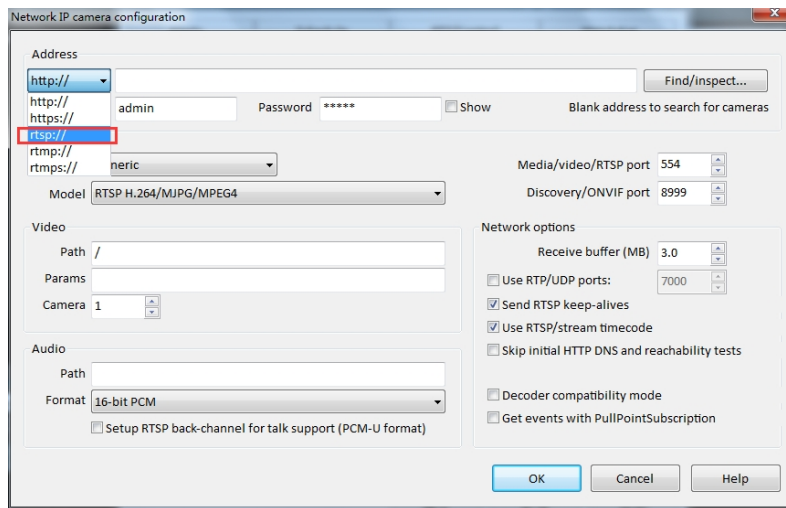 Network IP camera configuration
Address
http://
Find/inspect...
http://
https://
rtsp://
rtmp://
rtmps://
admin
Password *****
Show
Blank address to search for cameras
neric
Media/video/RTSP port 554
Model RTSP H.264/MJPG/MPEG4
Discovery/ONVIF port 8999
Video
Path /
Params
Camera 1
Network options
Receive buffer (MB) 3.0
Use RTP/UDP ports: 7000
Send RTSP keep-alives
Use RTSP/stream timecode
Skip initial HTTP DNS and reachability tests
Decoder compatibility mode
Get events with PullPointSubscription
Audio
Path
Format 16-bit PCM
Setup RTSP back-channel for talk support (PCM-U format)
OK
Cancel
Help